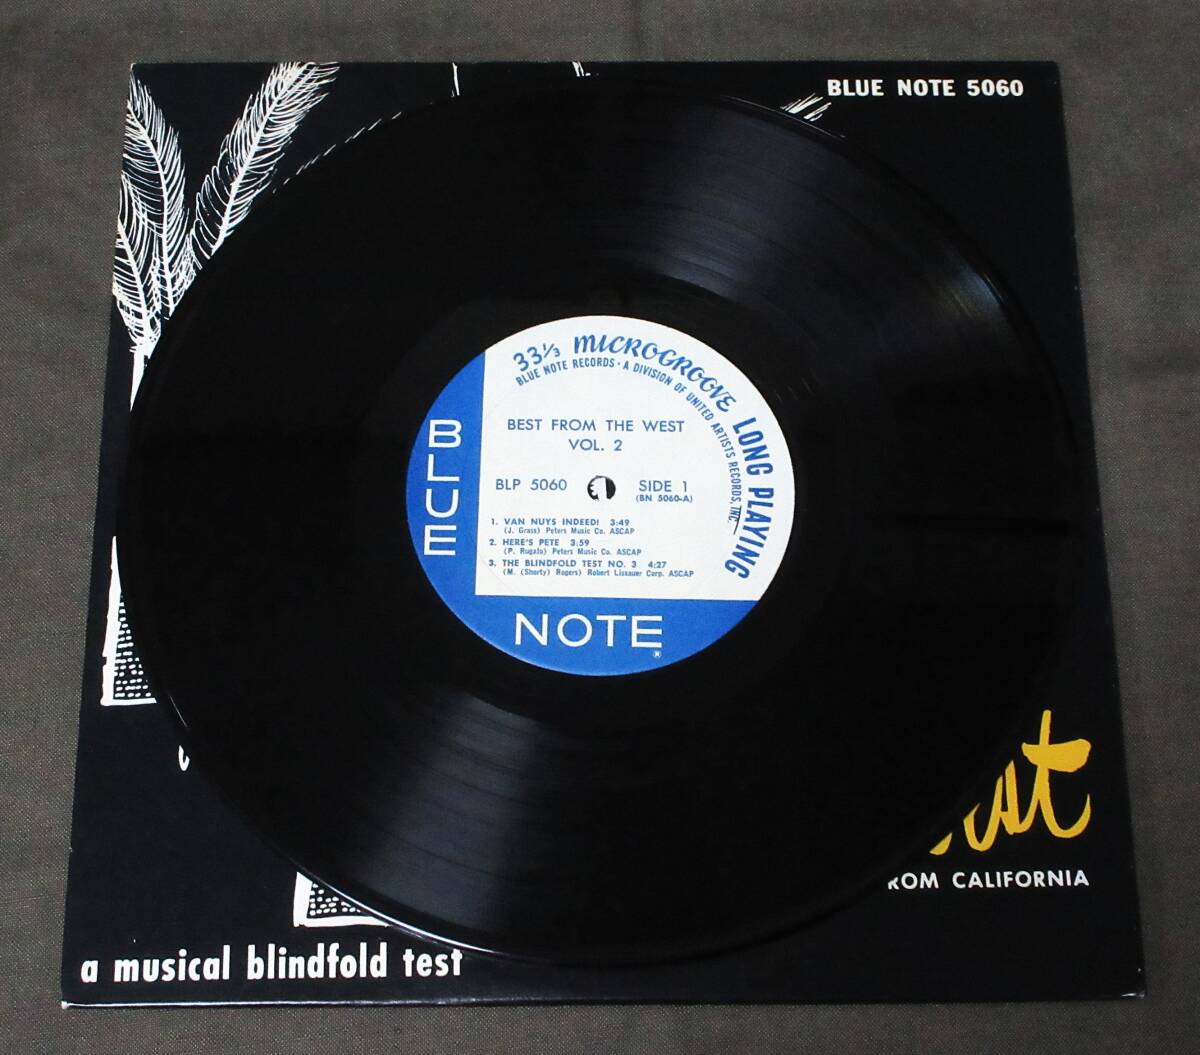 BLUE NOTE 5060
33⅓ MICROGROOVE LONG PLAYING
BLUE NOTE RECORDS · A DIVISION OF UNITED ARTISTS RECORDS, INC.
BEST FROM THE WEST
VOL. 2
BLP 5060
SIDE 1
(BN 5060-A)
1. VAN NUYS INDEED! 3:49
(J. Grass) Peters Music Co. ASCAP
2. HERE'S PETE 3:59
(P. Rugalo) Peters Music Co. ASCAP
3. THE BLINDFOLD TEST NO. 3 4:27
(M. (Shorty) Rogers) Robert Lissauer Corp. ASCAP
BLUE
NOTE
®
ROM CALIFORNIA
a musical blindfold test